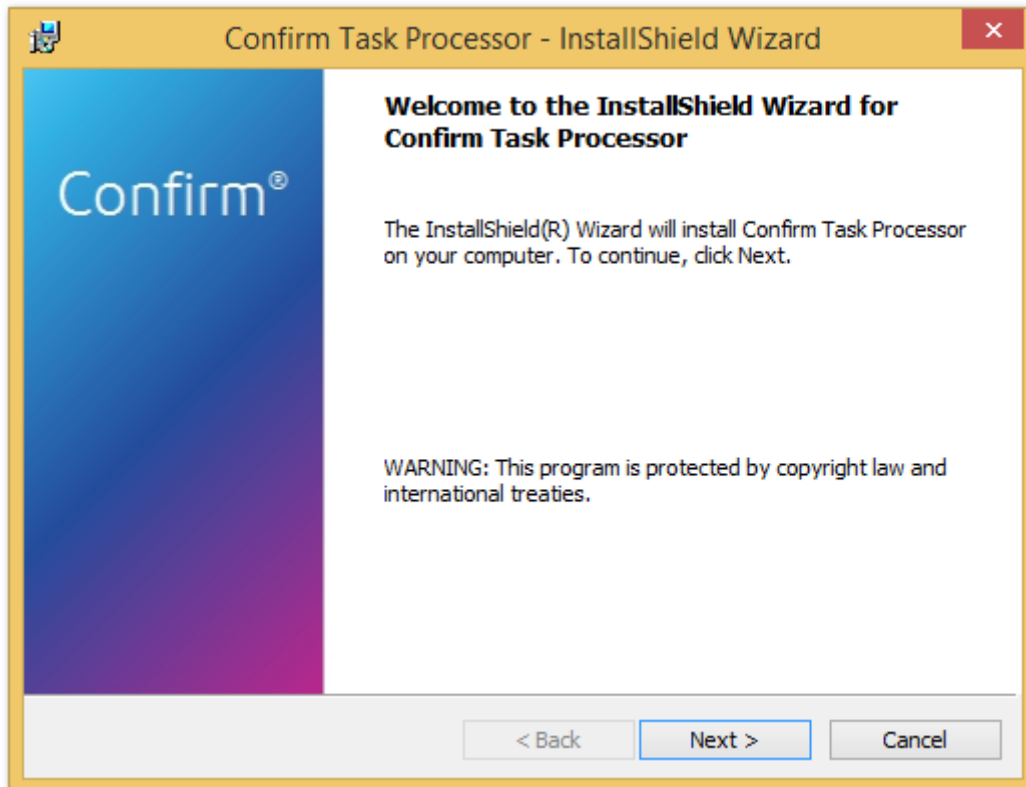 Confirm Task Processor - InstallShield Wizard
Confirm®
Welcome to the InstallShield Wizard for
Confirm Task Processor
The InstallShield(R) Wizard will install Confirm Task Processor
on your computer. To continue, click Next.
WARNING: This program is protected by copyright law and
international treaties.
< Back
Next >
Cancel